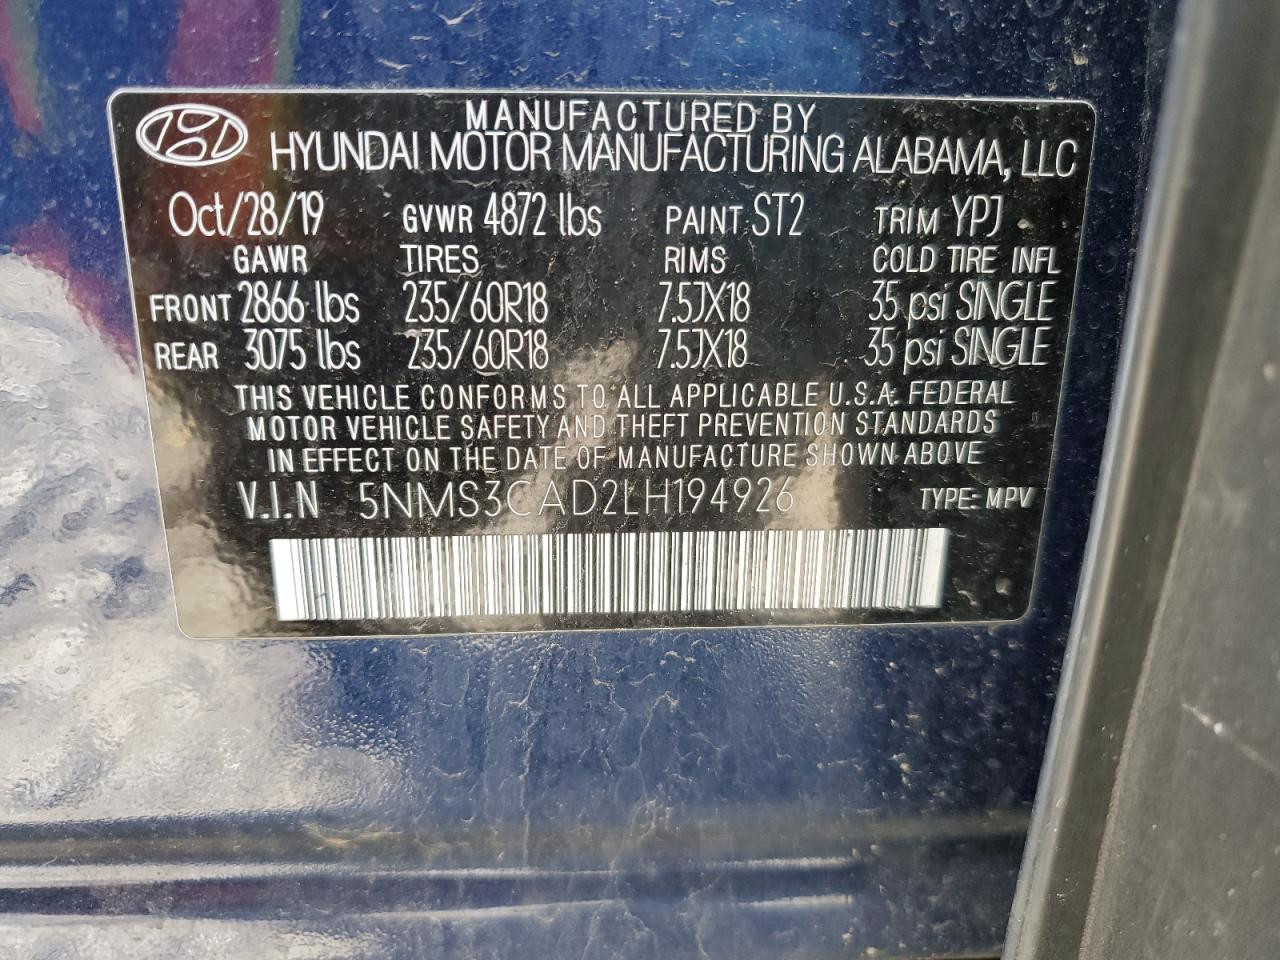 MANUFACTURED BY
HYUNDAI MOTOR MANUFACTURING ALABAMA, LLC
Oct/28/19 GVWR 4872 lbs PAINT ST2 TRIM YPJ
GAWR TIRES RIMS COLD TIRE INFL
FRONT 2866 lbs 235/60R18 7.5JX18 35 psi SINGLE
REAR 3075 lbs 235/60R18 7.5JX18 35 psi SINGLE
THIS VEHICLE CONFORMS TO ALL APPLICABLE U.S.A. FEDERAL
MOTOR VEHICLE SAFETY AND THEFT PREVENTION STANDARDS
IN EFFECT ON THE DATE OF MANUFACTURE SHOWN ABOVE
V.I.N 5NMS3CAD2LH194926 TYPE: MPV